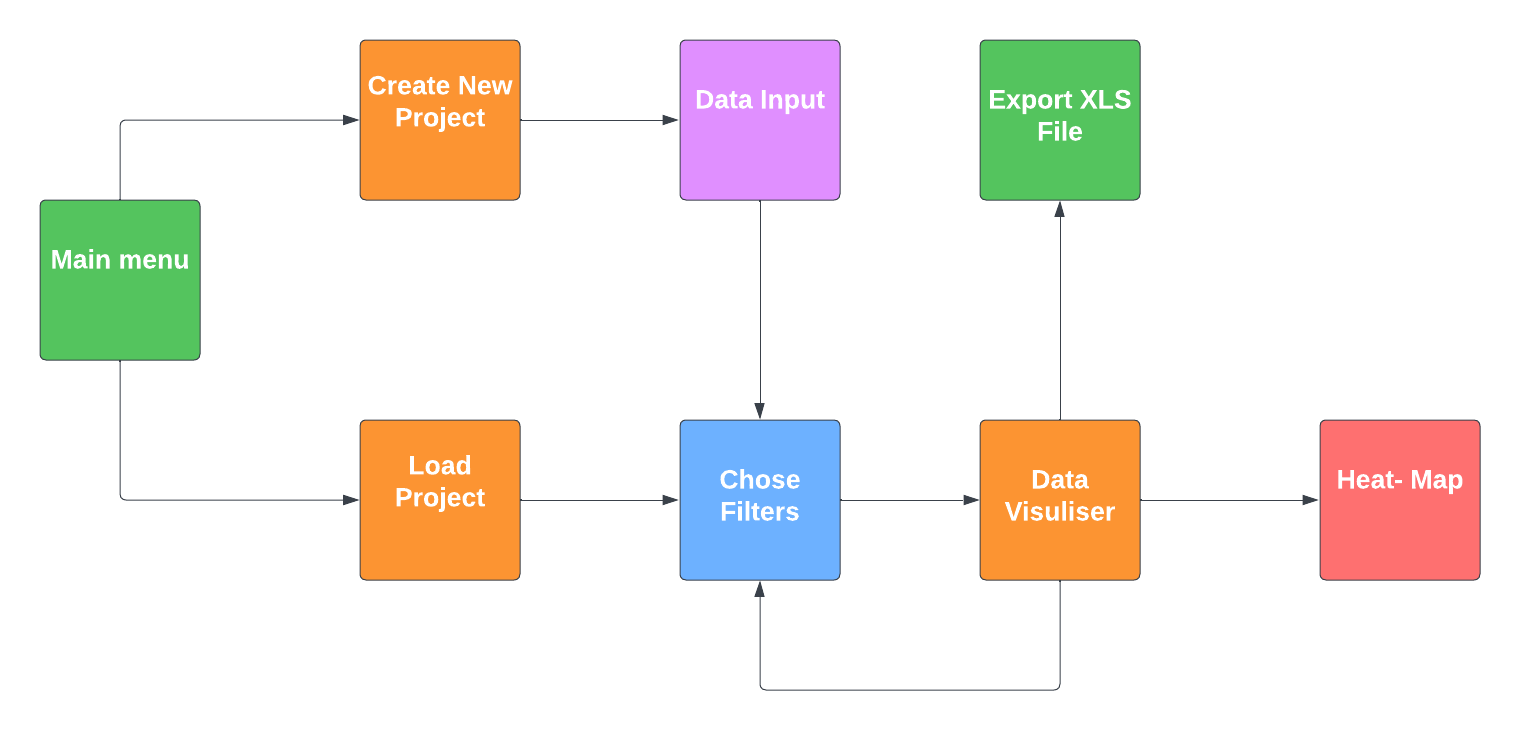 Create New
Project
Data Input
Export XLS
File
Main menu
Load
Project
Chose
Filters
Data
Visuliser
Heat- Map